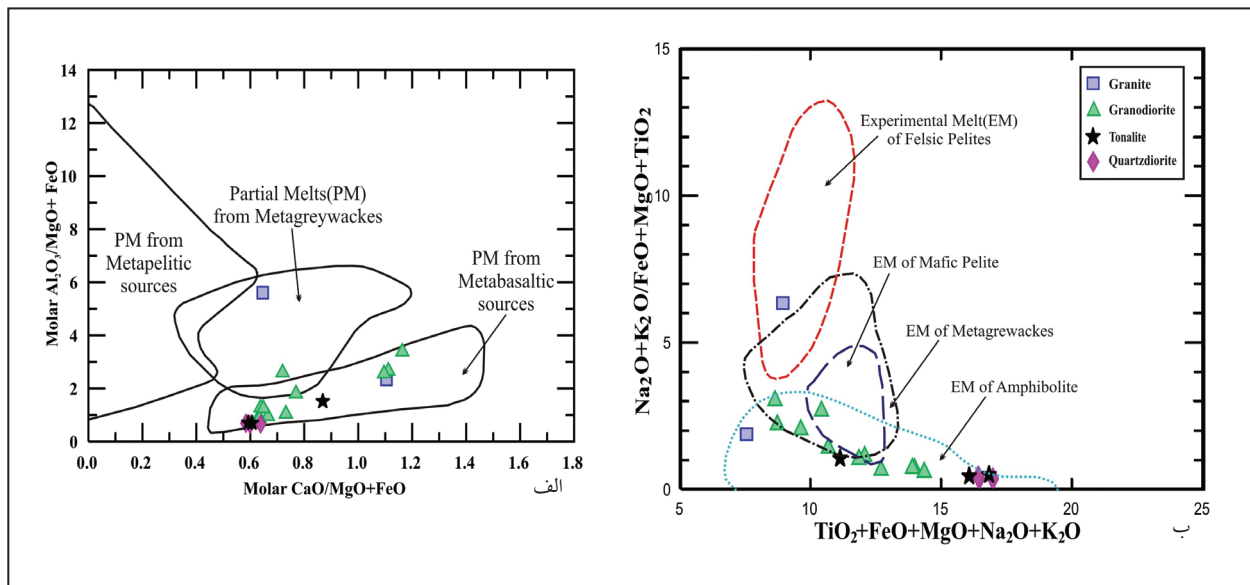 14
12
10
8
6
4
2
0
Molar Al₂O₃/MgO+ FeO
Partial Melts(PM)
from Metagreywackes
PM from
Metapelitic
sources
PM from
Metabasaltic
sources
0.0 0.2 0.4 0.6 0.8 1.0 1.2 1.4 1.6 1.8
Molar CaO/MgO+FeO
الف
15
10
5
0
Na₂O+K₂O/FeO+MgO+TiO₂
Experimental Melt(EM)
of Felsic Pelites
EM of Mafic Pelite
EM of Metagrewackes
EM of Amphibolite
Granite
Granodiorite
Tonalite
Quartzdiorite
5 10 15 20 25
TiO₂+FeO+MgO+Na₂O+K₂O
ب